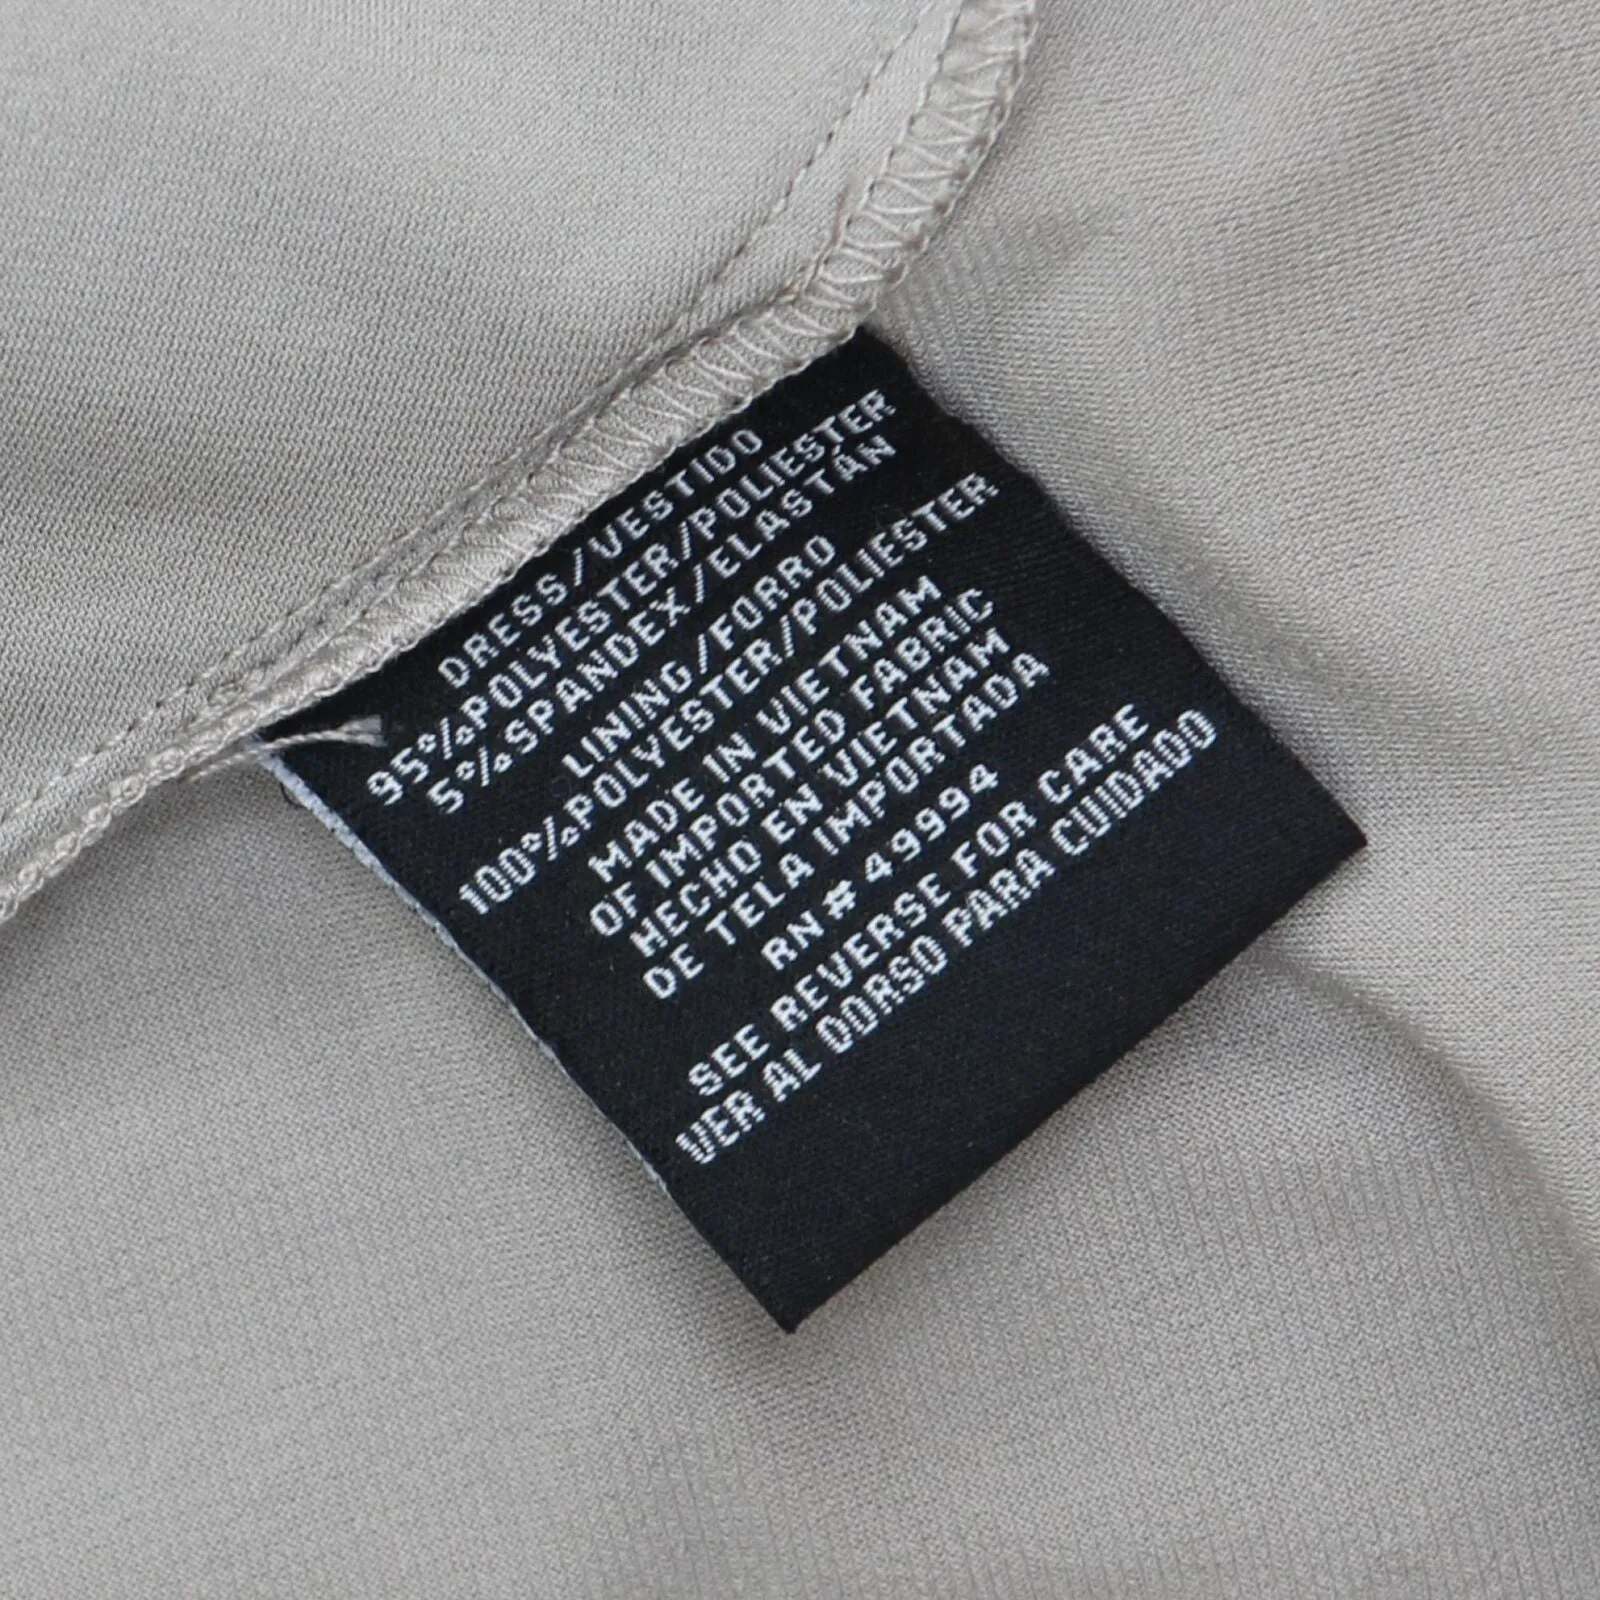 DRESS/VESTIDO
95%POLYESTER/POLIESTER
5%SPANDEX/ELASTÁN
LINING/FORRO
100%POLYESTER/POLIESTER
MADE IN VIETNAM
OF IMPORTED FABRIC
HECHO EN VIETNAM
DE TELA IMPORTADA
RN # 49994
SEE REVERSE FOR CARE
VER AL DORSO PARA CUIDADO